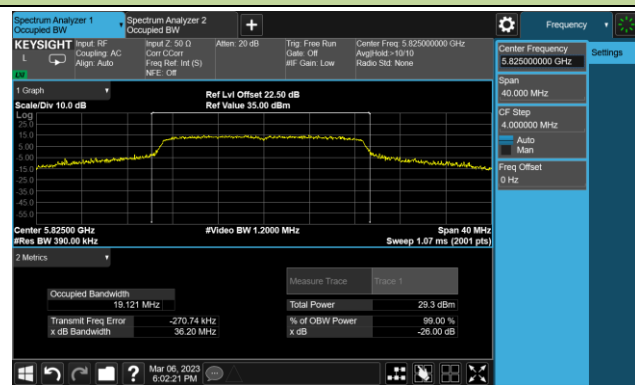 Spectrum Analyzer 1
Occupied BW
Spectrum Analyzer 2
Occupied BW
Frequency
KEYSIGHT
L
LXI
Input: RF
Coupling: AC
Align: Auto
Input Z: 50 Ω
Corr CCorr
Freq Ref: Int (S)
NFE: Off
Atten: 20 dB
Trig: Free Run
Gate: Off
#IF Gain: Low
Center Freq: 5.825000000 GHz
Avg|Hold:>10/10
Radio Std: None
Center Frequency
5.825000000 GHz
Settings
Span
40.000 MHz
CF Step
4.000000 MHz
Auto
Man
Freq Offset
0 Hz
1 Graph
Scale/Div 10.0 dB
Ref Lvl Offset 22.50 dB
Ref Value 35.00 dBm
Log
25.0
15.0
5.00
-5.00
-15.0
-25.0
-35.0
-45.0
-55.0
Center 5.82500 GHz
#Res BW 390.00 kHz
#Video BW 1.2000 MHz
Span 40 MHz
Sweep 1.07 ms (2001 pts)
2 Metrics
Measure Trace
Trace 1
Occupied Bandwidth
19.121 MHz
Total Power
29.3 dBm
Transmit Freq Error
-270.74 kHz
% of OBW Power
99.00 %
x dB Bandwidth
36.20 MHz
x dB
-26.00 dB
?
Mar 06, 2023
6:02:21 PM